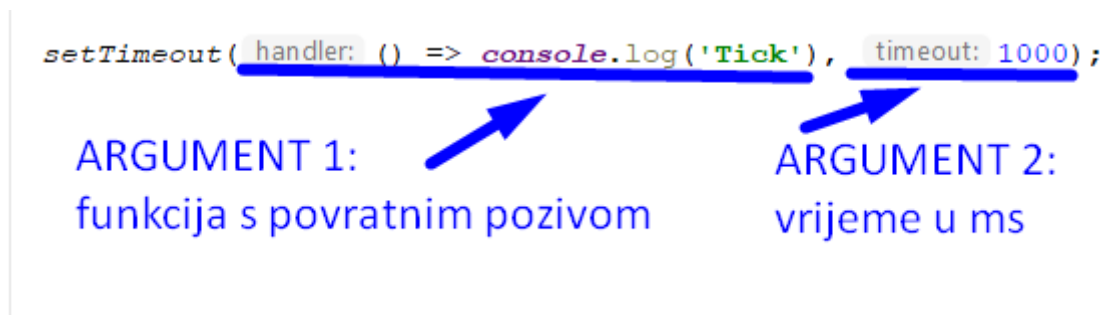 setTimeout( handler: () => console.log('Tick'), timeout: 1000);
ARGUMENT 1:
funkcija s povratnim pozivom
ARGUMENT 2:
vrijeme u ms